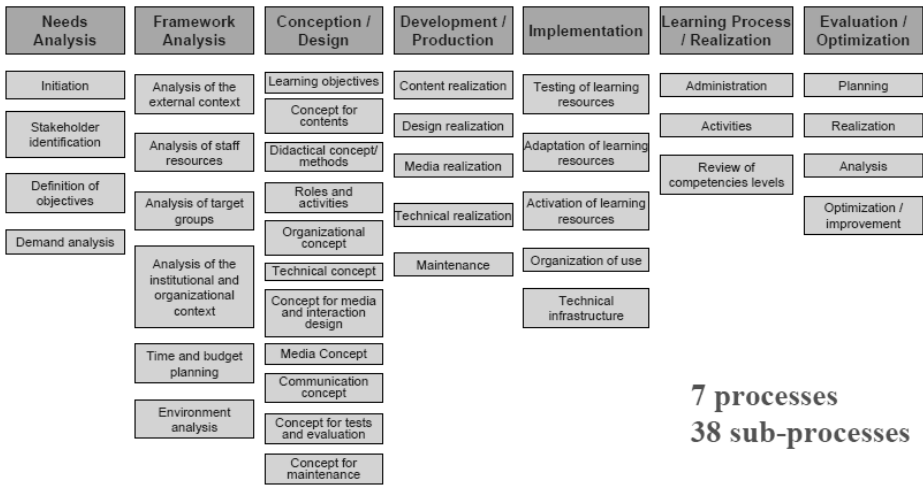 Needs
Analysis
Framework
Analysis
Conception /
Design
Development /
Production
Implementation
Learning Process
/ Realization
Evaluation /
Optimization
Initiation
Stakeholder
identification
Definition of
objectives
Demand analysis
Analysis of the
external context
Analysis of staff
resources
Analysis of target
groups
Analysis of the
institutional and
organizational
context
Time and budget
planning
Environment
analysis
Learning objectives
Concept for
contents
Didactical concept/
methods
Roles and
activities
Organizational
concept
Technical concept
Concept for media
and interaction
design
Media Concept
Communication
concept
Concept for tests
and evaluation
Concept for
maintenance
Content realization
Design realization
Media realization
Technical realization
Maintenance
Testing of learning
resources
Adaptation of learning
resources
Activation of learning
resources
Organization of use
Technical
infrastructure
Administration
Activities
Review of
competencies levels
Planning
Realization
Analysis
Optimization /
improvement
7 processes
38 sub-processes